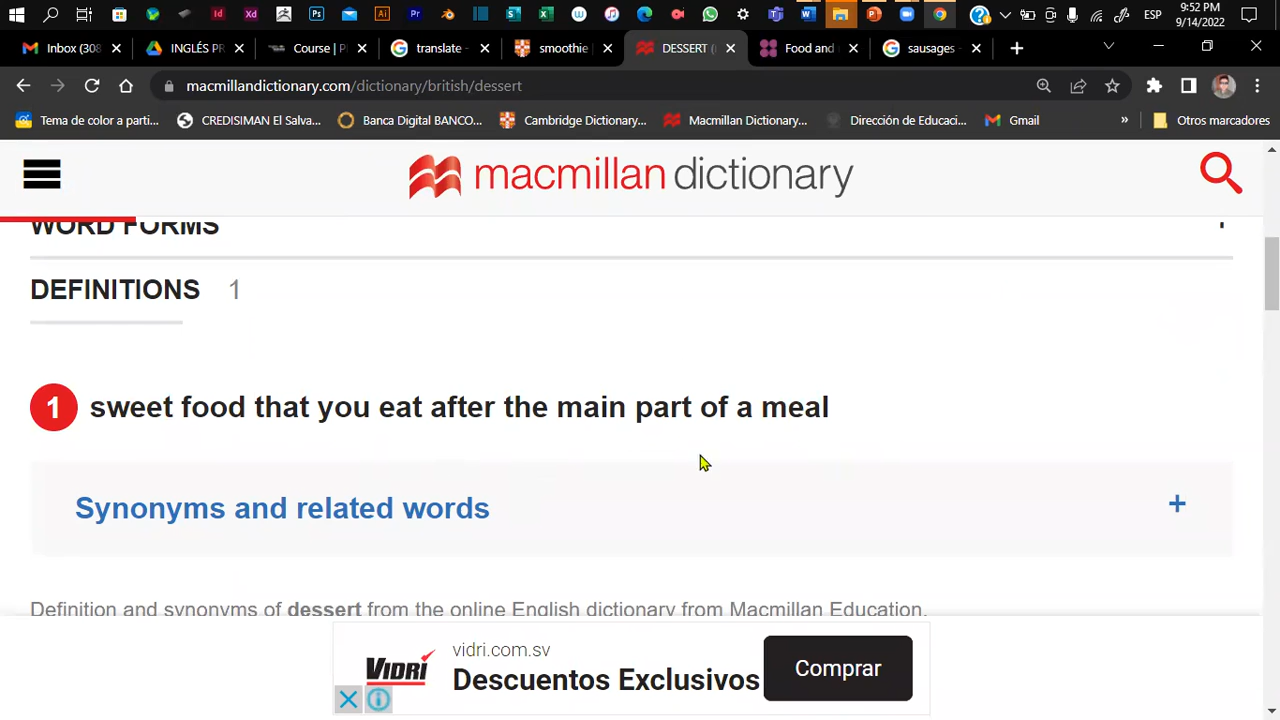 ESP
9:52 PM
9/14/2022
Inbox (308
INGLÉS PR
Course | Pl
translate -
smoothie |
DESSERT (
Food and
sausages -
macmillandictionary.com/dictionary/british/dessert
Tema de color a parti...
CREDISIMAN El Salva...
Banca Digital BANCO...
Cambridge Dictionary...
Macmillan Dictionary...
Dirección de Educaci...
Gmail
»
Otros marcadores
macmillan dictionary
WORD FORMS
DEFINITIONS 1
1 sweet food that you eat after the main part of a meal
Synonyms and related words +
Definition and synonyms of dessert from the online English dictionary from Macmillan Education.
VIDRÍ
vidri.com.sv
Descuentos Exclusivos
Comprar